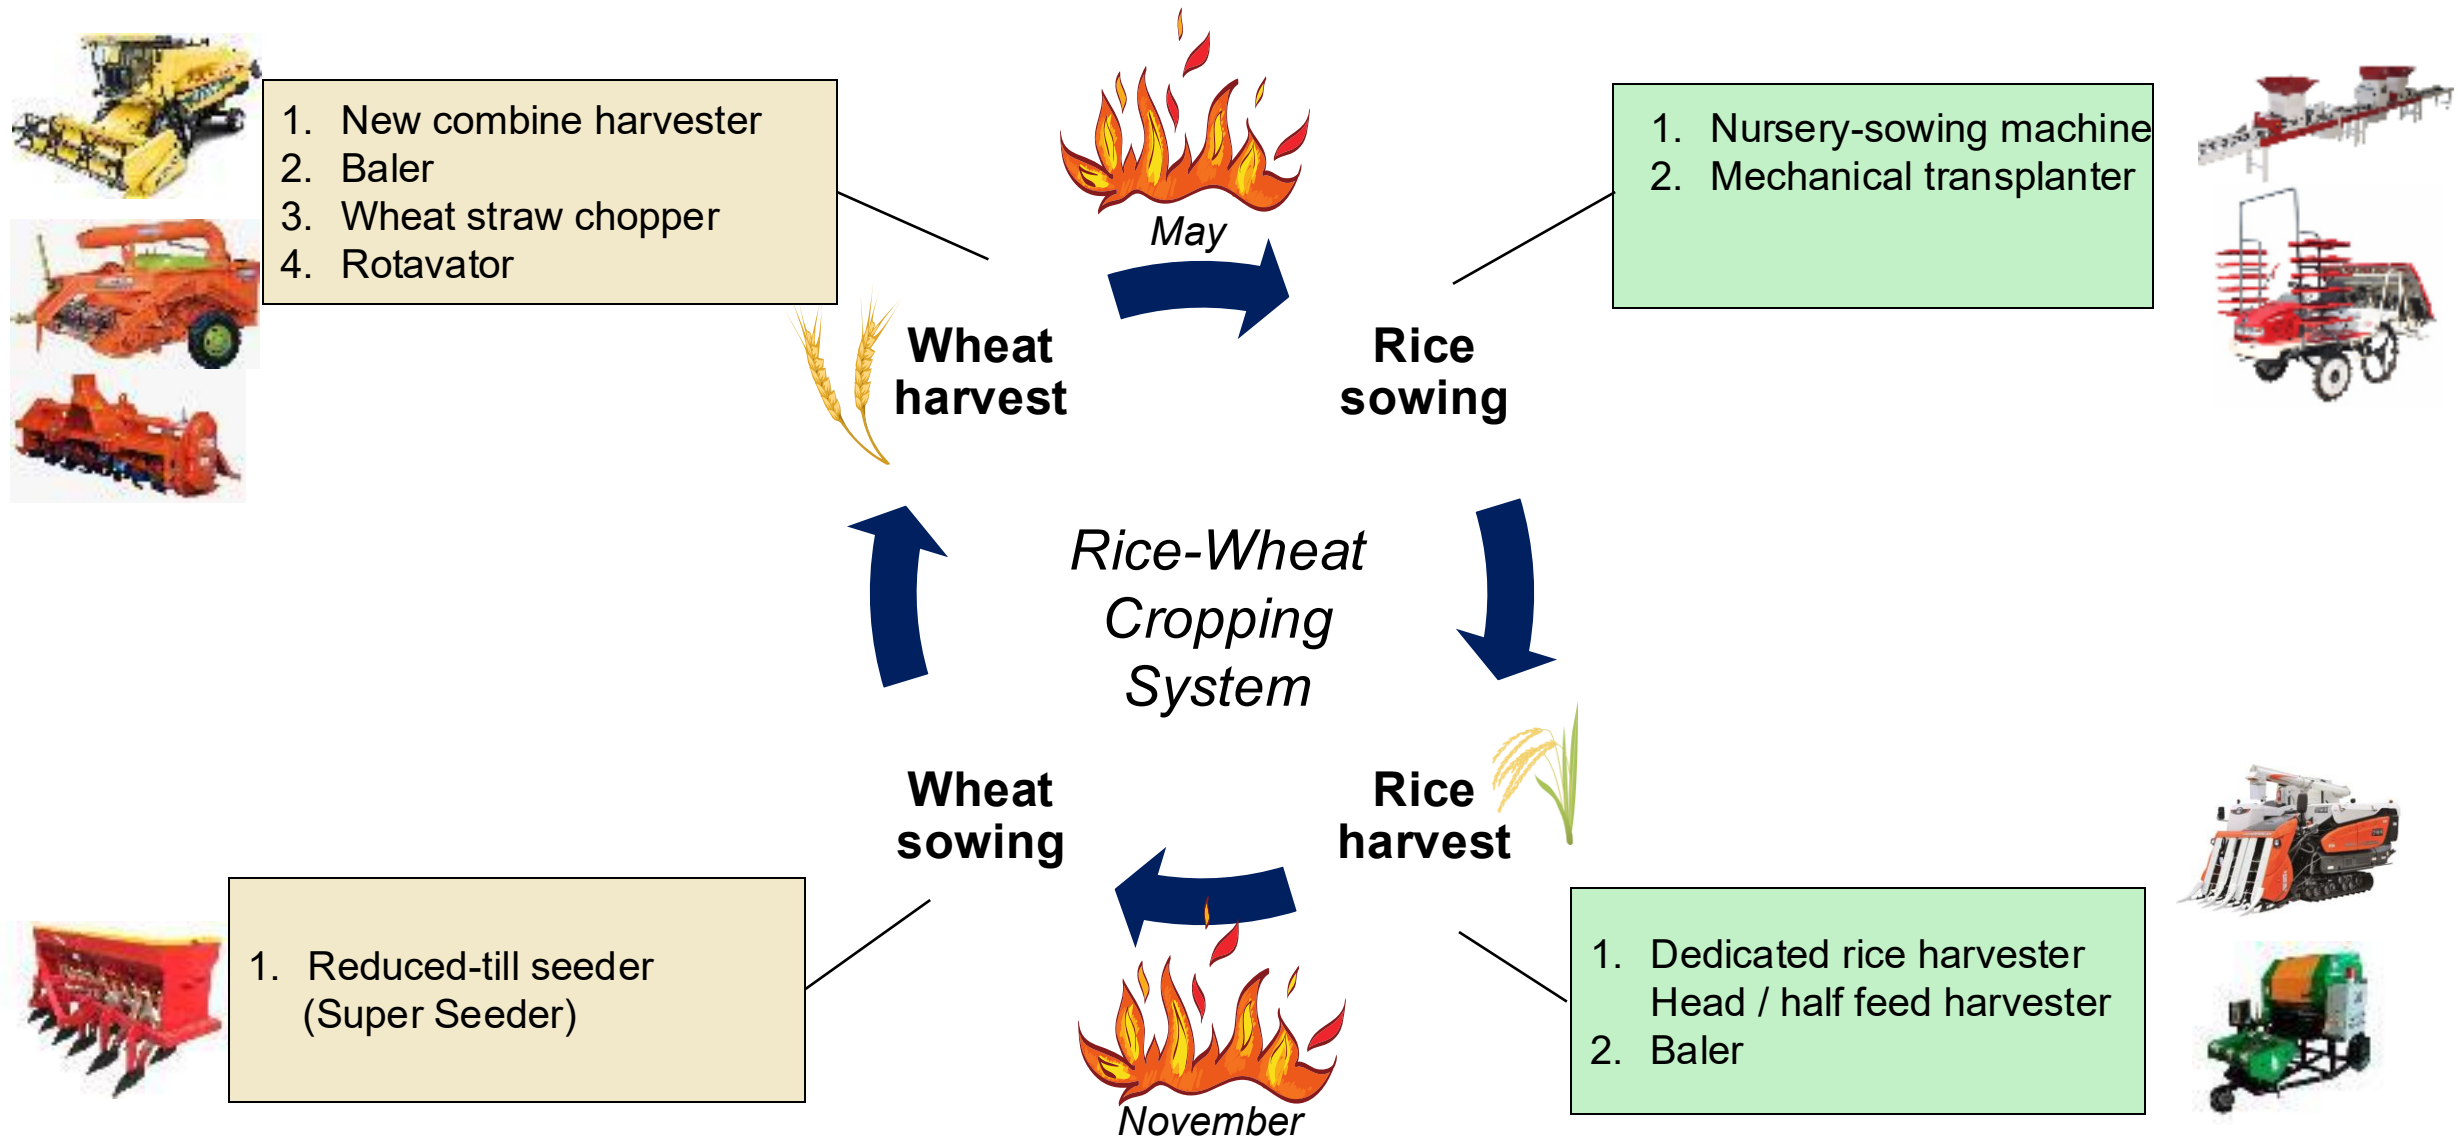 1. New combine harvester
2. Baler
3. Wheat straw chopper
4. Rotavator
May
1. Nursery-sowing machine
2. Mechanical transplanter
Wheat
harvest
Rice
sowing
Rice-Wheat
Cropping
System
Wheat
sowing
Rice
harvest
1. Reduced-till seeder
(Super Seeder)
1. Dedicated rice harvester
Head / half feed harvester
2. Baler
November